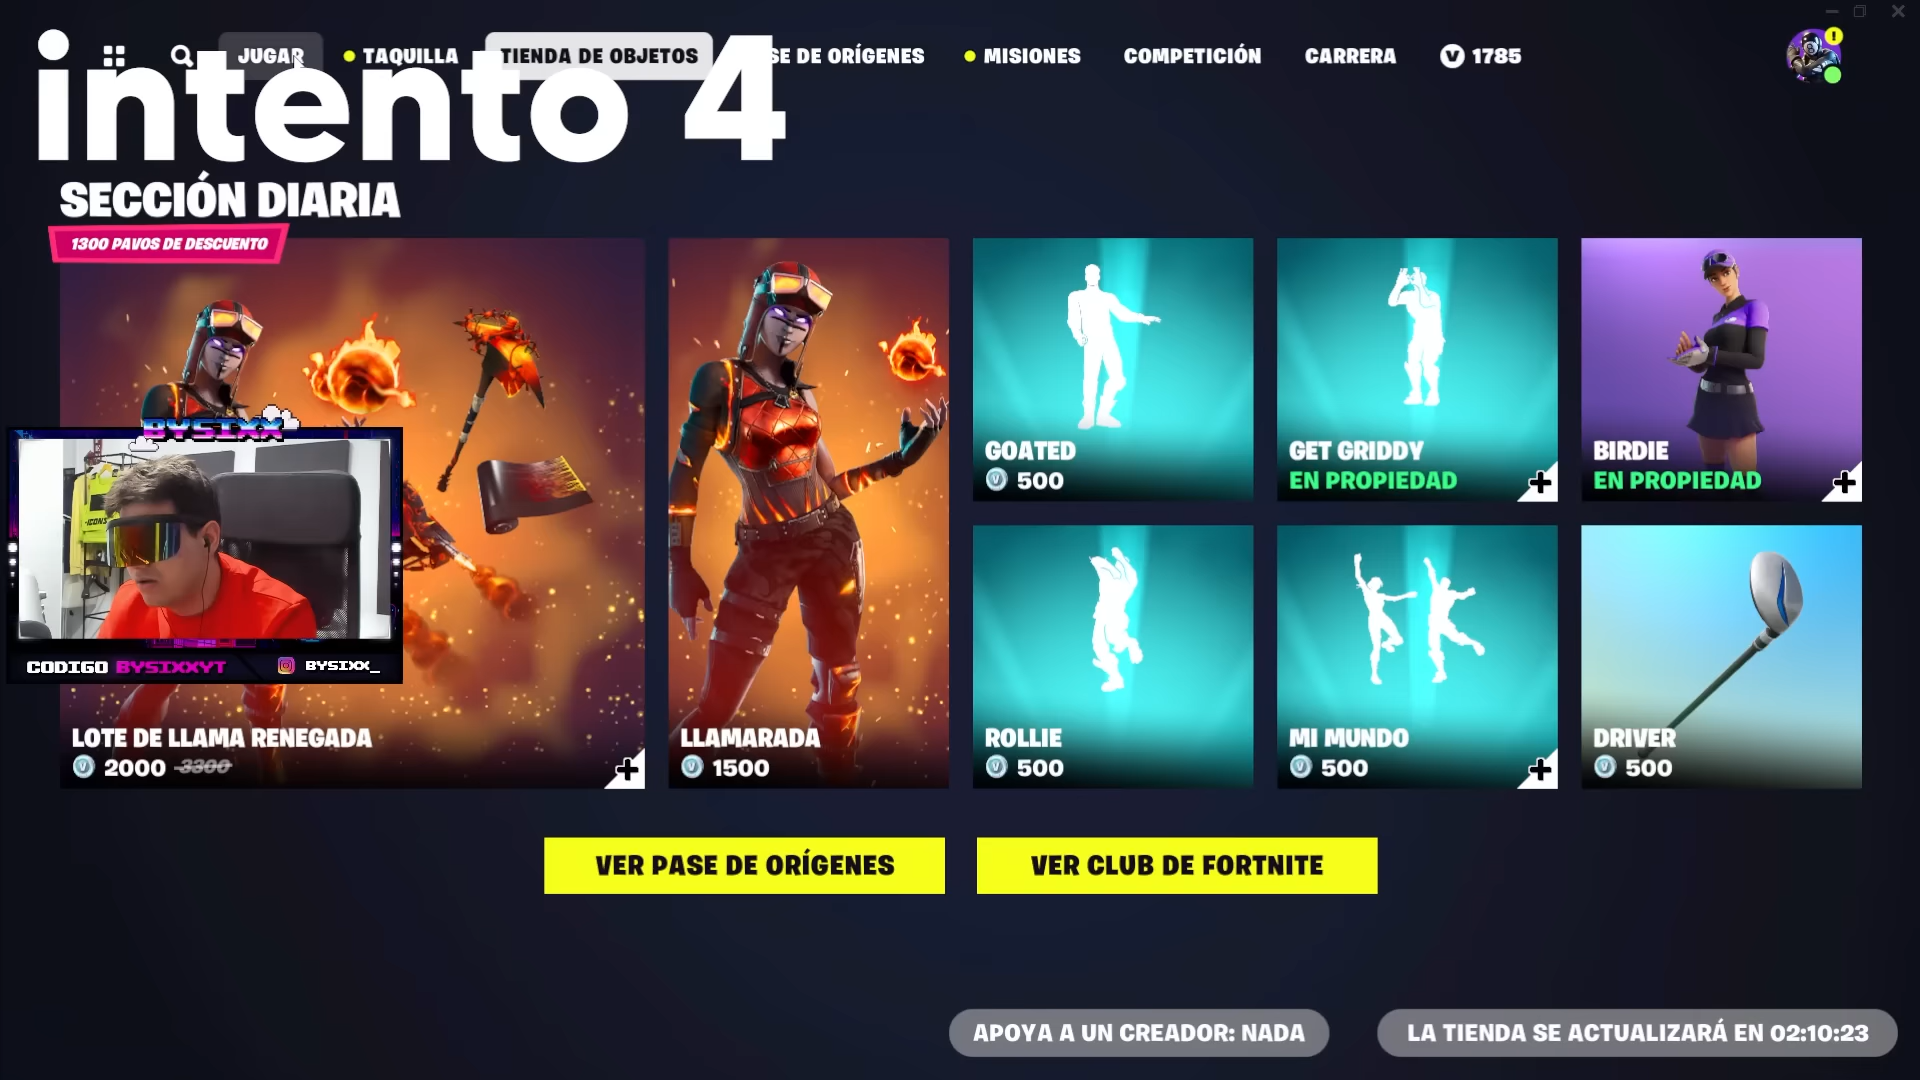 intento 4
JUGAR
TAQUILLA
TIENDA DE OBJETOS
SE DE ORÍGENES
MISIONES
COMPETICIÓN
CARRERA
1785
SECCIÓN DIARIA
1300 PAVOS DE DESCUENTO
LOTE DE LLAMA RENEGADA
2000 3300
LLAMARADA
1500
GOATED
500
GET GRIDDY
EN PROPIEDAD
BIRDIE
EN PROPIEDAD
ROLLIE
500
MI MUNDO
500
DRIVER
500
BYSIXX
-ICONS
CODIGO BYSIXXYT
BYSIXX_
VER PASE DE ORÍGENES
VER CLUB DE FORTNITE
APOYA A UN CREADOR: NADA
LA TIENDA SE ACTUALIZARÁ EN 02:10:23